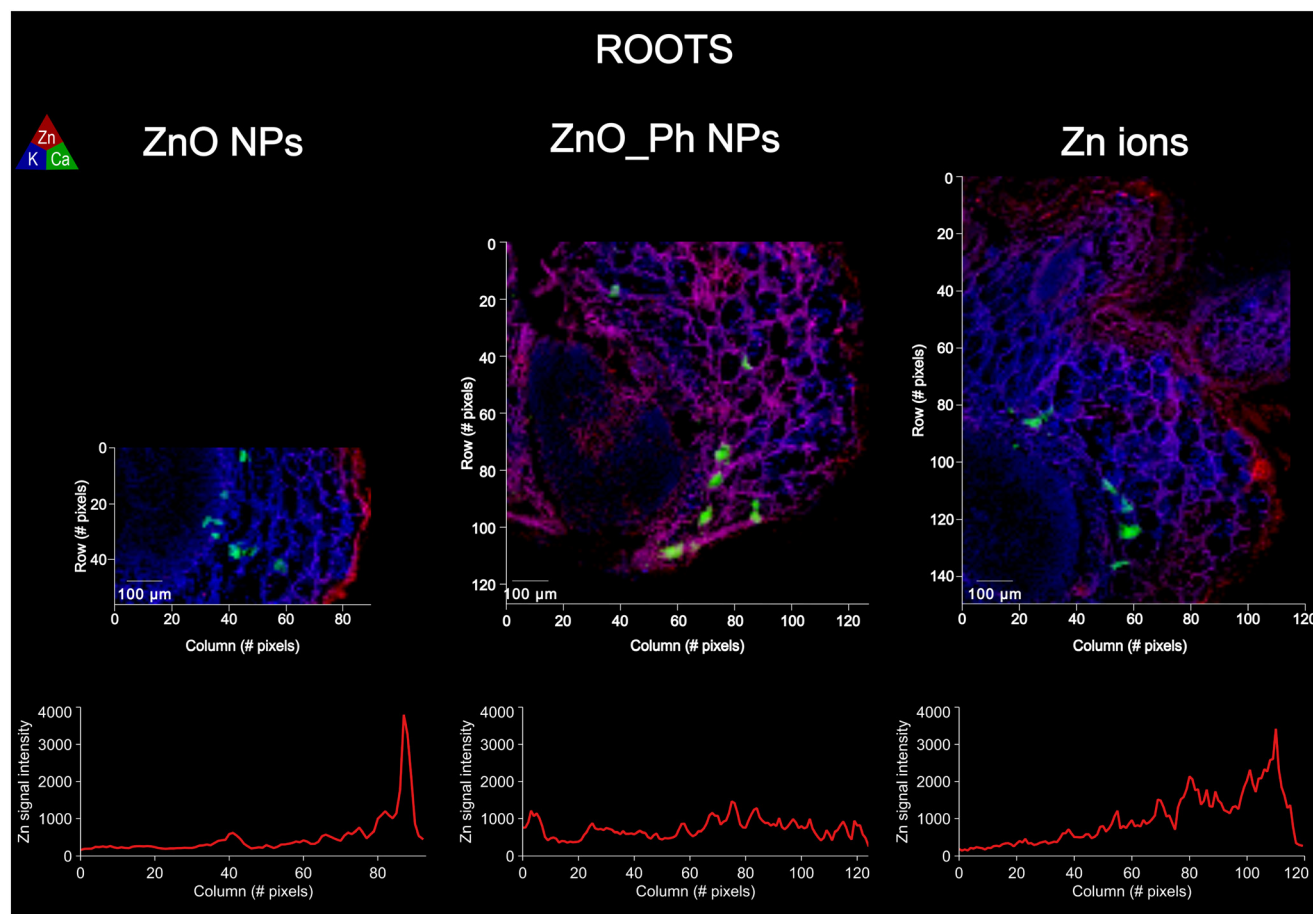 ROOTS
Zn
K Ca
ZnO NPs
ZnO_Ph NPs
Zn ions
0
20
40
Row (# pixels)
100 µm
0 20 40 60 80
Column (# pixels)
0
20
40
60
80
100
120
Row (# pixels)
100 µm
0 20 40 60 80 100 120
Column (# pixels)
0
20
40
60
80
100
120
140
Row (# pixels)
100 µm
0 20 40 60 80 100 120
Column (# pixels)
4000
3000
2000
1000
0
Zn signal intensity
0 20 40 60 80
Column (# pixels)
4000
3000
2000
1000
0
Zn signal intensity
0 20 40 60 80 100 120
Column (# pixels)
4000
3000
2000
1000
0
Zn signal intensity
0 20 40 60 80 100 120
Column (# pixels)